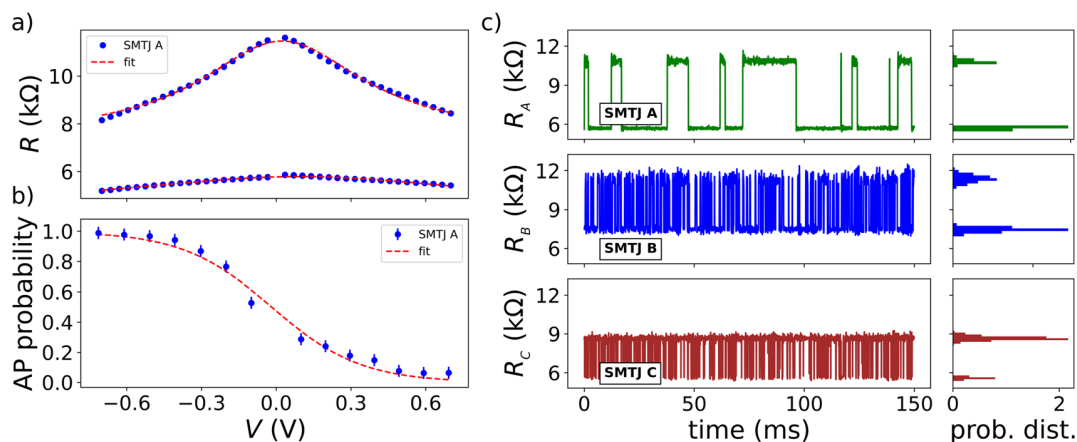 a)
SMTJ A
fit
R (kΩ)
10
8
6
b)
SMTJ A
fit
AP probability
1.0
0.8
0.6
0.4
0.2
0.0
−0.6 −0.3 0.0 0.3 0.6
V (V)
c)
R_A (kΩ)
12
9
6
SMTJ A
R_B (kΩ)
12
9
6
SMTJ B
R_C (kΩ)
12
9
6
SMTJ C
0 50 100 150
time (ms)
0 2
prob. dist.